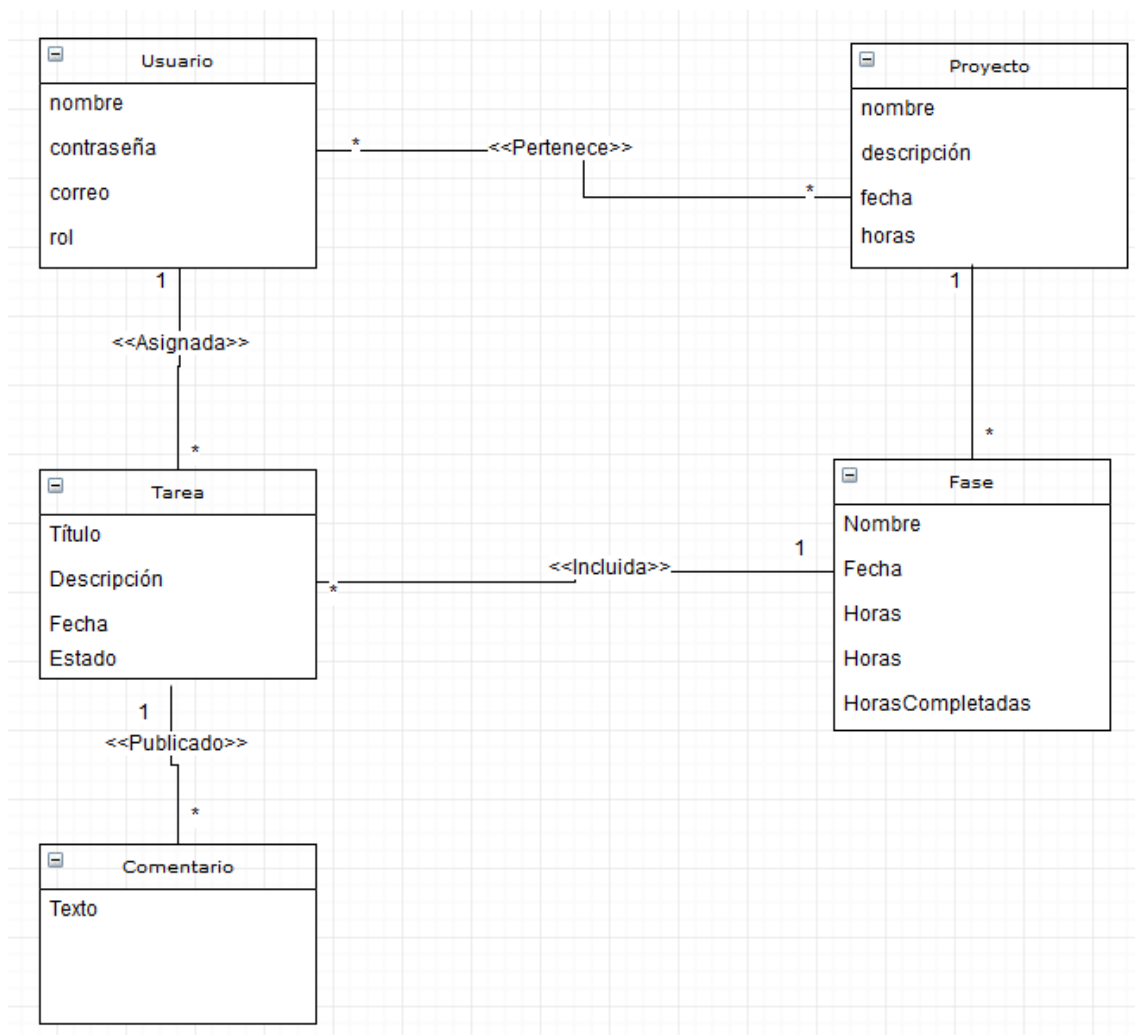 Usuario
nombre
contraseña
correo
rol
Proyecto
nombre
descripción
fecha
horas
*
<<Pertenece>>
*
1
<<Asignada>>
*
1
*
Tarea
Título
Descripción
Fecha
Estado
*
<<Incluida>>
1
Fase
Nombre
Fecha
Horas
Horas
HorasCompletadas
1
<<Publicado>>
*
Comentario
Texto